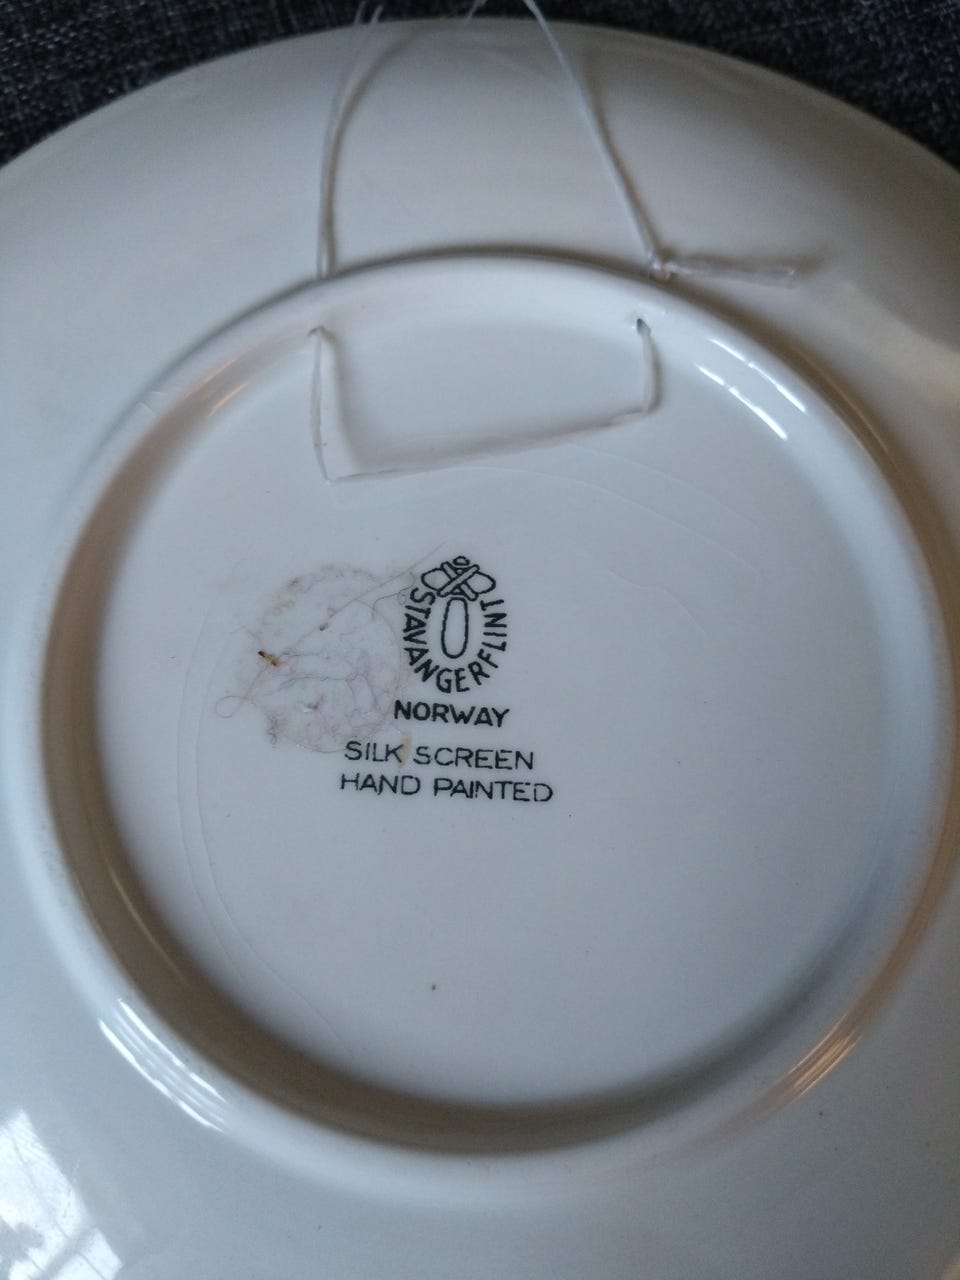 STAVANGERFLINT
NORWAY
SILK SCREEN
HAND PAINTED